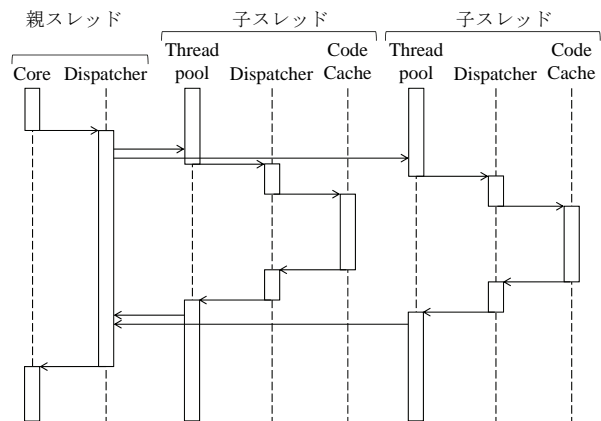 親スレッド 子スレッド 子スレッド
Thread Code Thread Code
Core Dispatcher pool Dispatcher Cache pool Dispatcher Cache